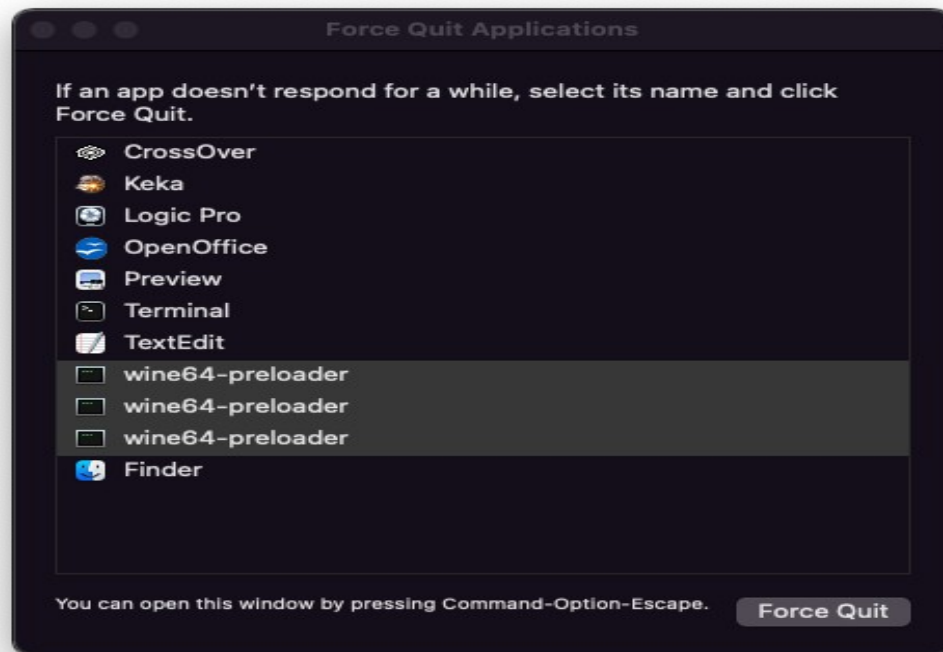 Force Quit Applications
If an app doesn't respond for a while, select its name and click
Force Quit.
CrossOver
Keka
Logic Pro
OpenOffice
Preview
Terminal
TextEdit
wine64-preloader
wine64-preloader
wine64-preloader
Finder
You can open this window by pressing Command-Option-Escape.
Force Quit